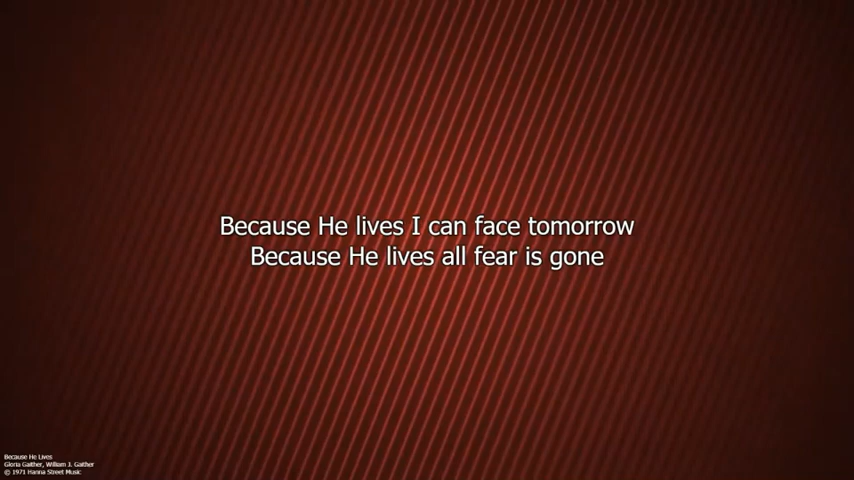 Because He lives I can face tomorrow
Because He lives all fear is gone
Because He Lives
Gloria Gaither, William J. Gaither
© 1971 Hanna Street Music